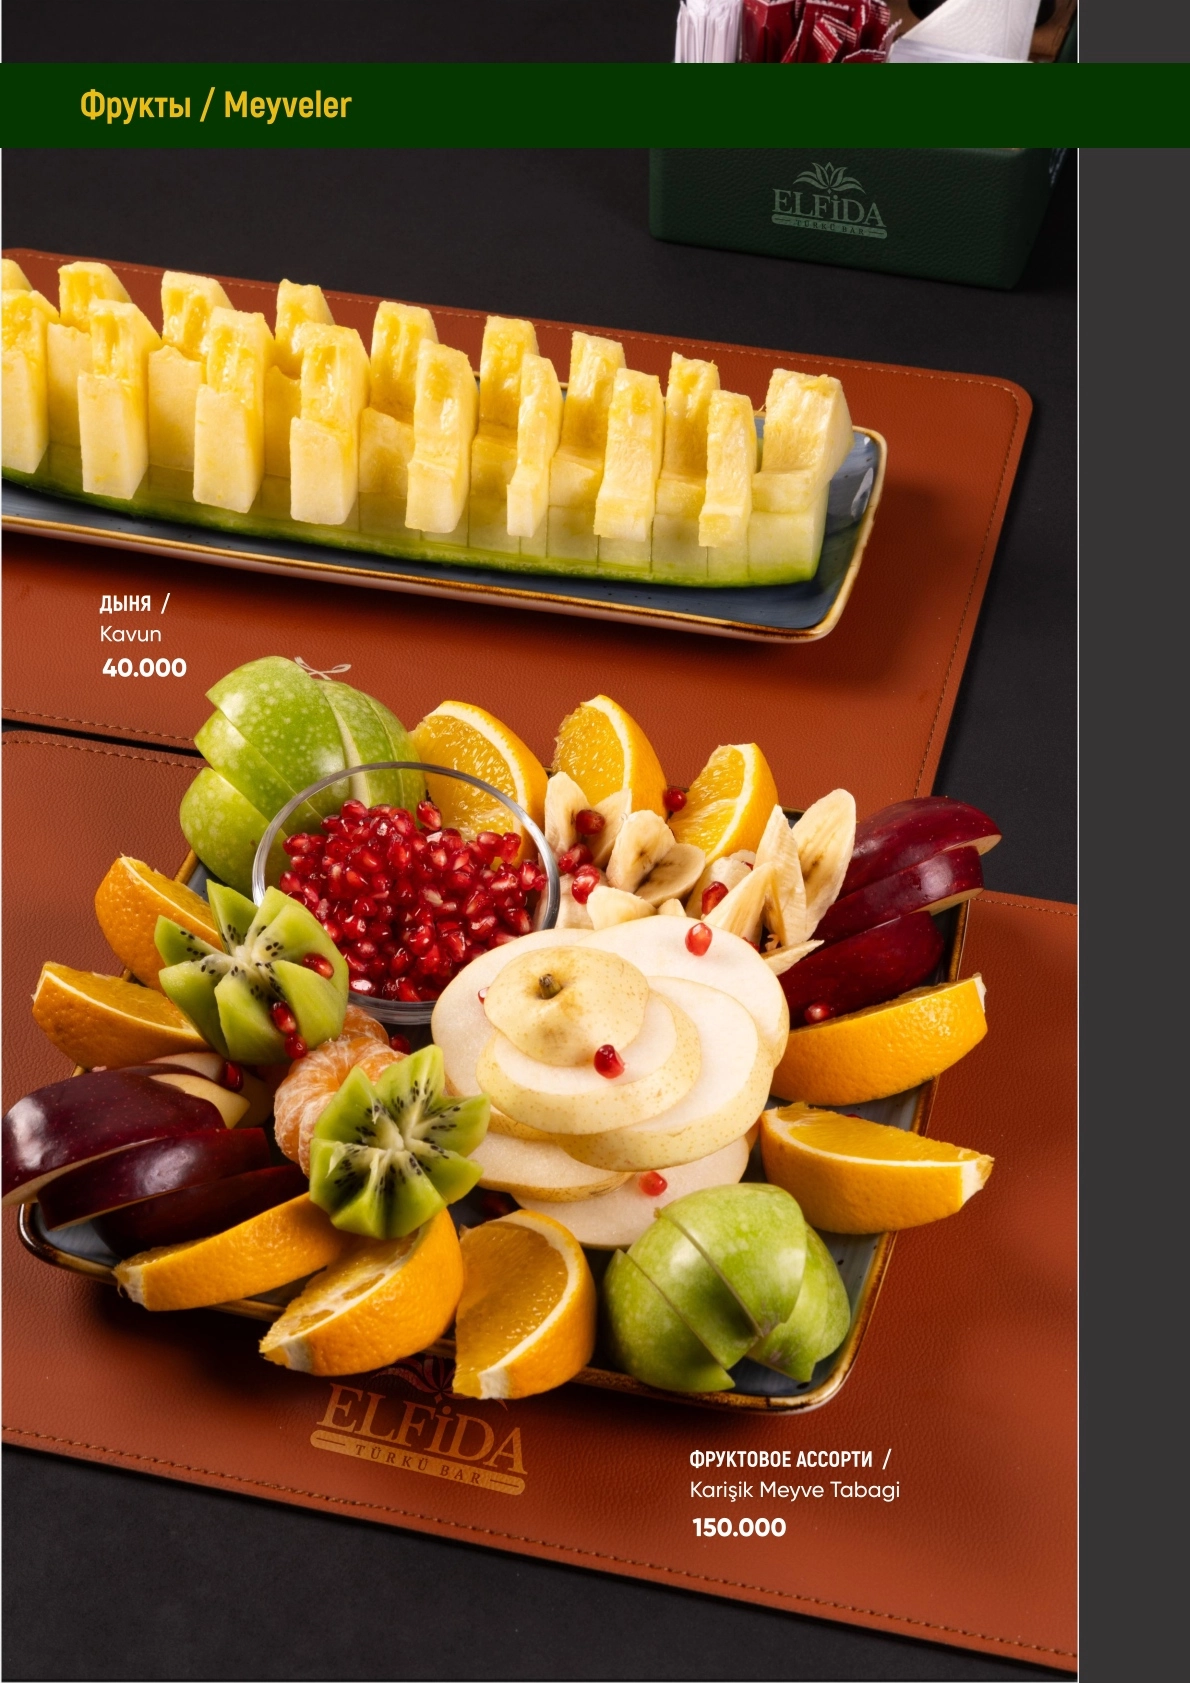 Фрукты / Meyveler
ELFİDA
TÜRKÜ BAR
ДЫНЯ /
Kavun
40.000
ELFİDA
TÜRKÜ BAR
ФРУКТОВОЕ АССОРТИ /
Karişik Meyve Tabagi
150.000